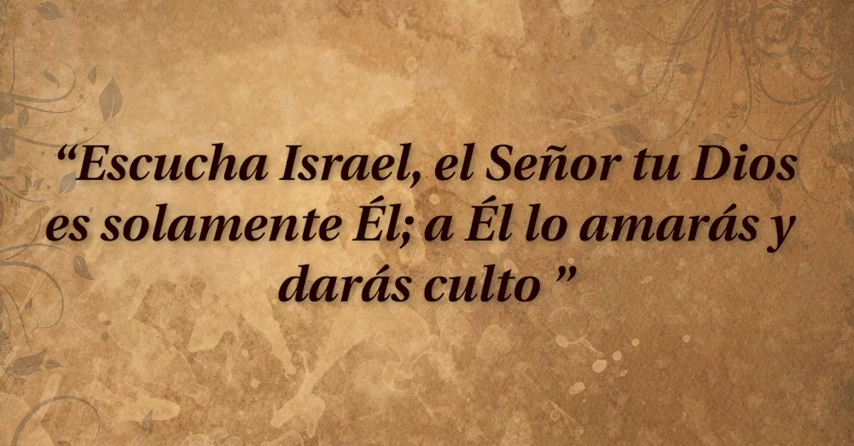 “Escucha Israel, el Señor tu Dios
es solamente Él; a Él lo amarás y
darás culto ”